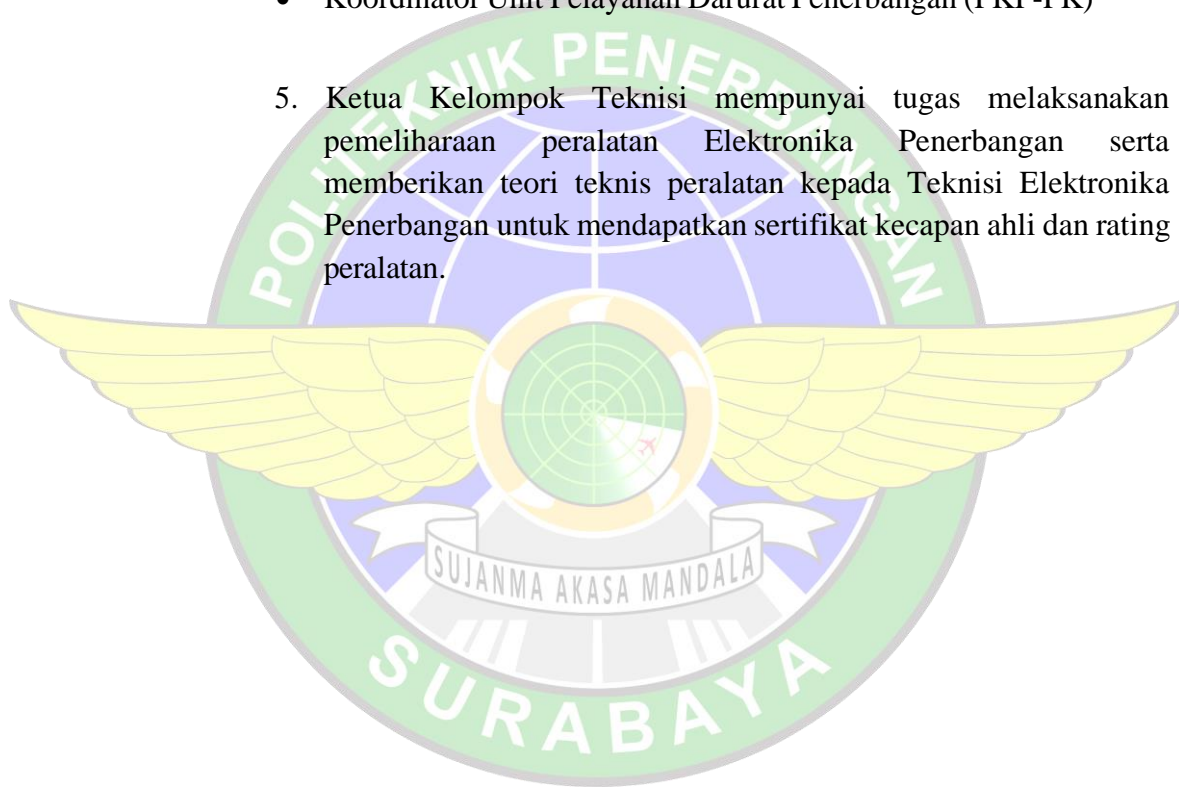 • Koordinator Unit Pelayanan Darurat Penerbangan (PKP-PK)
5. Ketua Kelompok Teknisi mempunyai tugas melaksanakan
pemeliharaan peralatan Elektronika Penerbangan serta
memberikan teori teknis peralatan kepada Teknisi Elektronika
Penerbangan untuk mendapatkan sertifikat kecapan ahli dan rating
peralatan.
POLITEKNIK PENERBANGAN
SUJANMA AKASA MANDALA
SURABAYA